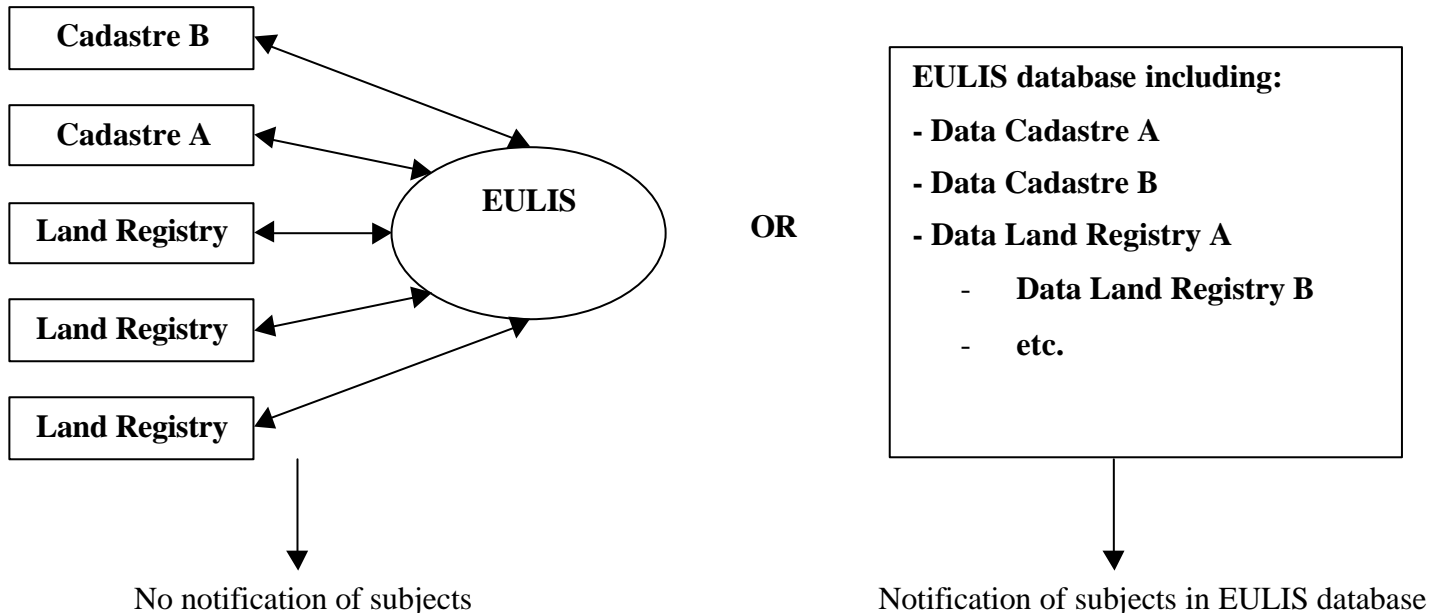 Cadastre B
Cadastre A
Land Registry
Land Registry
Land Registry
EULIS
OR
EULIS database including:
- Data Cadastre A
- Data Cadastre B
- Data Land Registry A
- Data Land Registry B
- etc.
No notification of subjects
Notification of subjects in EULIS database